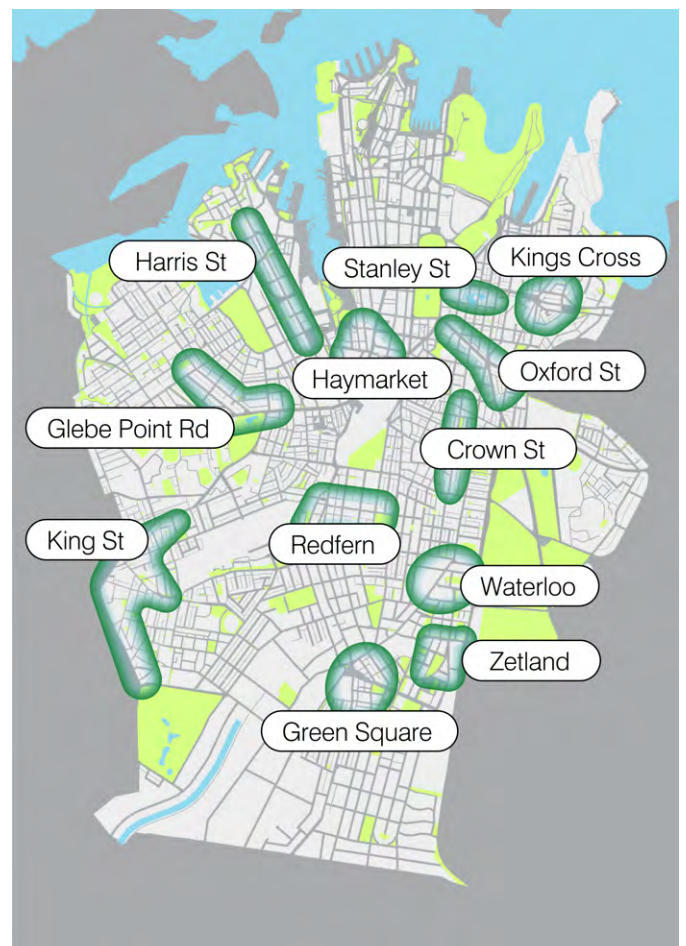 Harris St
Stanley St
Kings Cross
Haymarket
Oxford St
Glebe Point Rd
Crown St
King St
Redfern
Waterloo
Zetland
Green Square